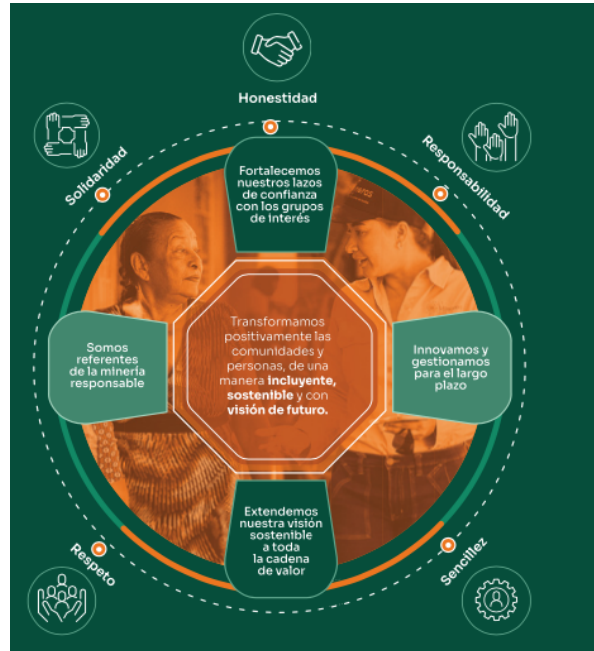 Honestidad
Solidaridad
Responsabilidad
Fortalecemos
nuestros lazos
de confianza
con los grupos
de interés
Transformamos
positivamente las
comunidades y
personas, de una
manera incluyente,
sostenible y con
visión de futuro.
Somos
referentes
de la minería
responsable
Innovamos y
gestionamos
para el largo
plazo
Extendemos
nuestra visión
sostenible
a toda
la cadena
de valor
Respeto
Sencillez